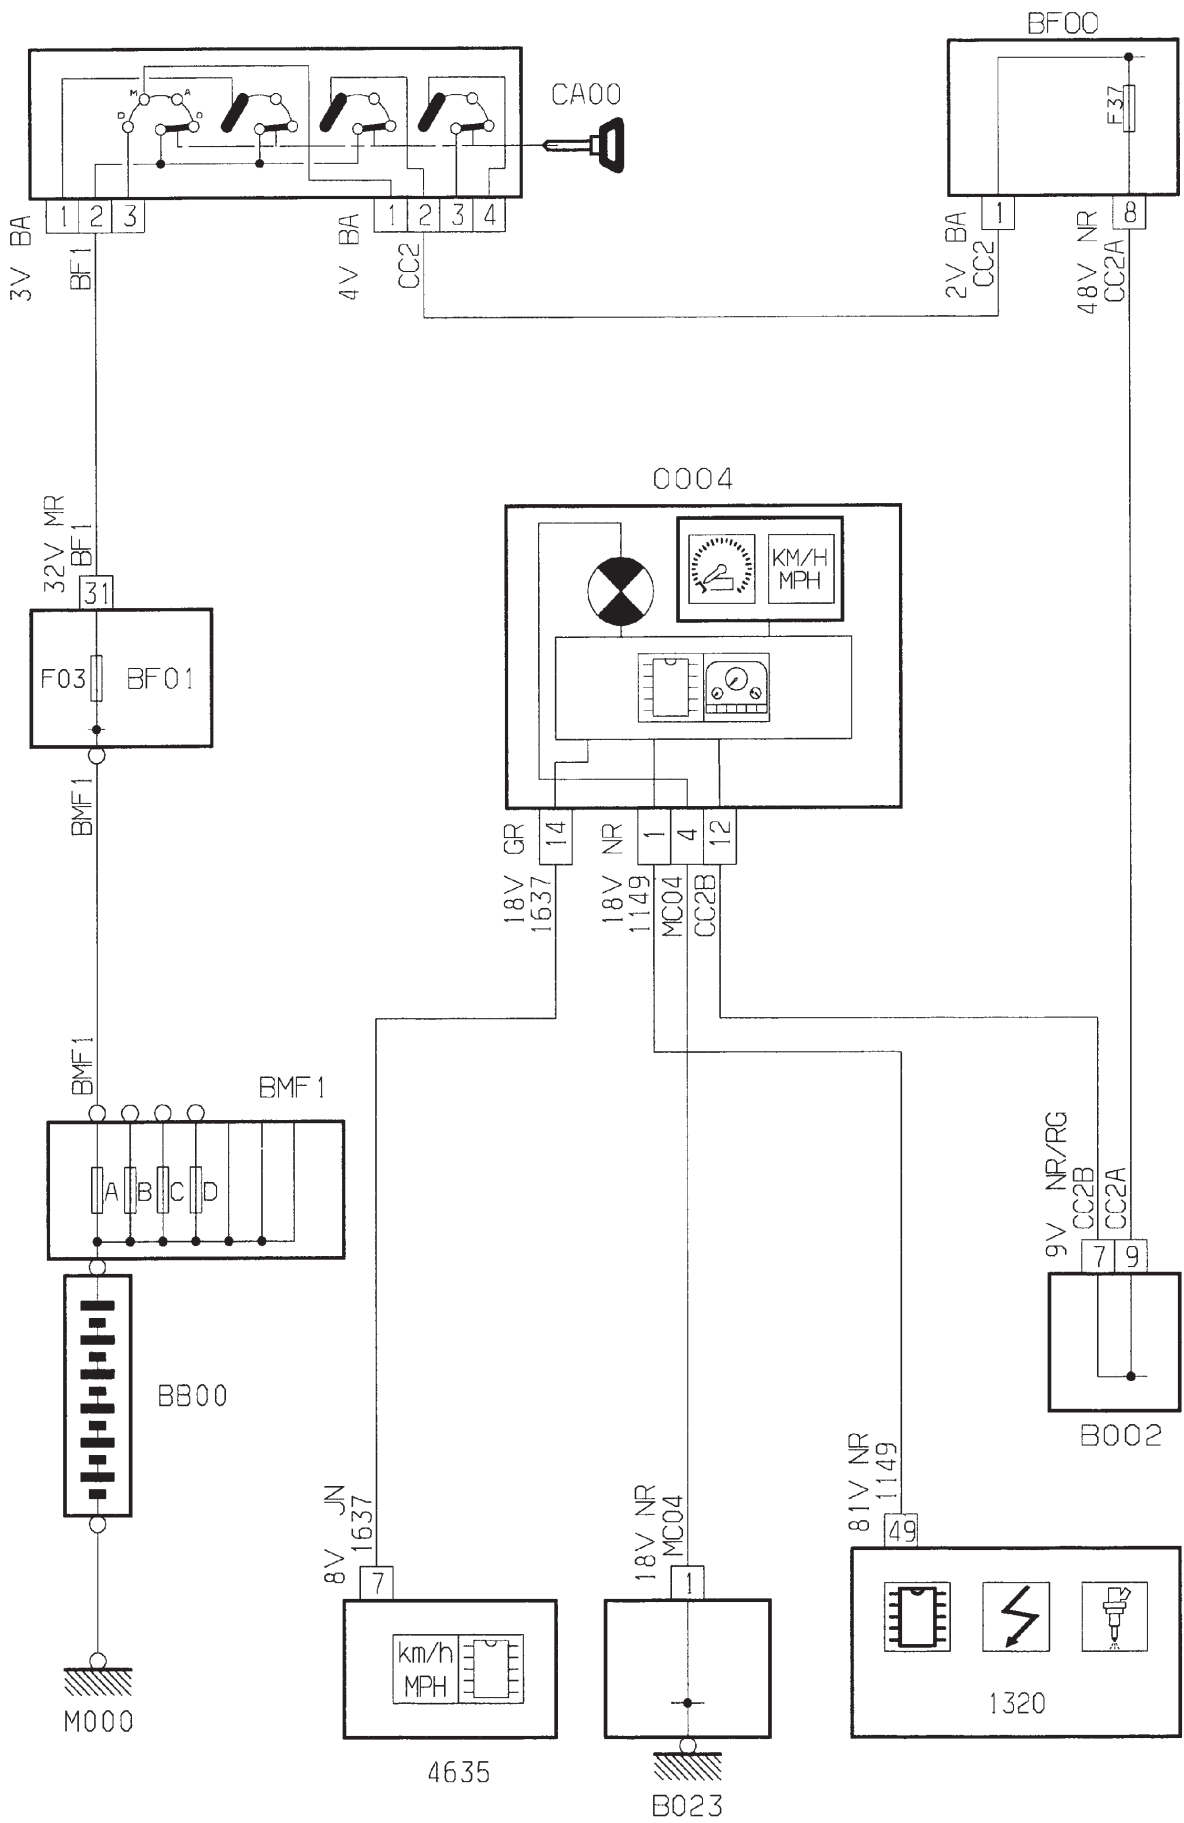 BF00
CA00
M A
D O
F37
1 2 3
1 2 3 4
1
8
3V BA
BF1
4V BA
CC2
2V BA
CC2
48V NR
CC2A
0004
32V MR
BF1
31
KM/H
MPH
F03
BF01
BMF1
14
1
4
12
18V GR
1637
18V NR
1149
MC04
CC2B
BMF1
BMF1
A B C D
9V NR/RG
CC2B
CC2A
7 9
BB00
B002
8V JN
1637
18V NR
MC04
81V NR
1149
49
7
1
km/h
MPH
1320
M000
4635
B023